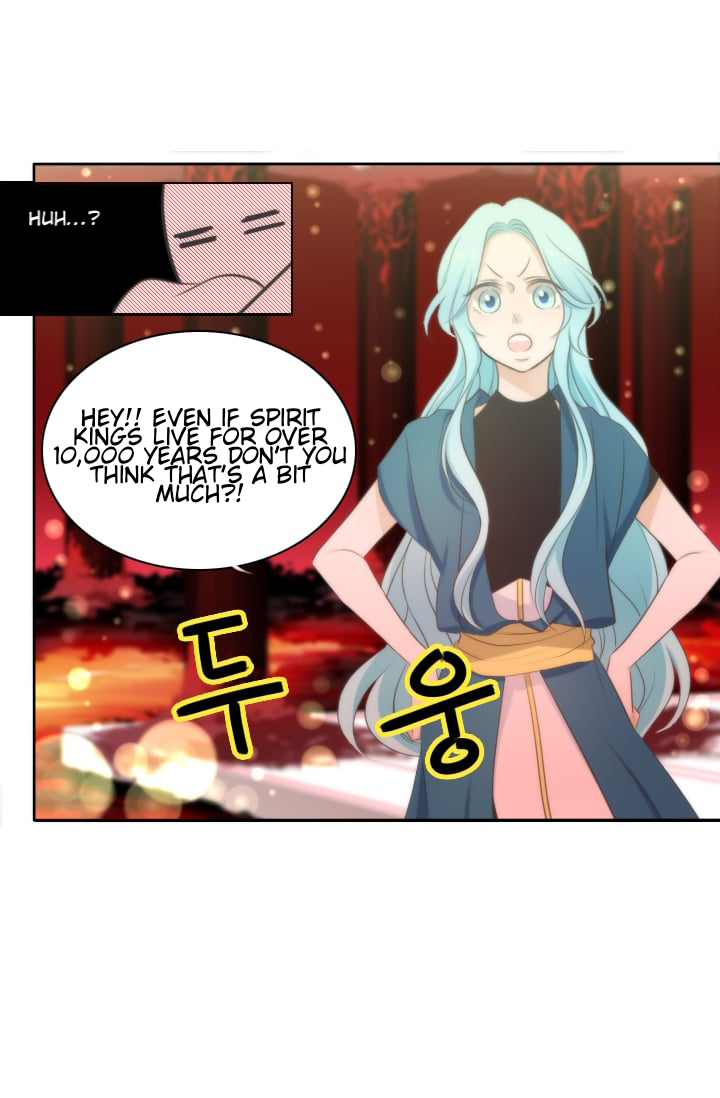 HUH...?
HEY!! EVEN IF SPIRIT
KINGS LIVE FOR OVER
10,000 YEARS DON'T YOU
THINK THAT'S A BIT
MUCH?!
두웅